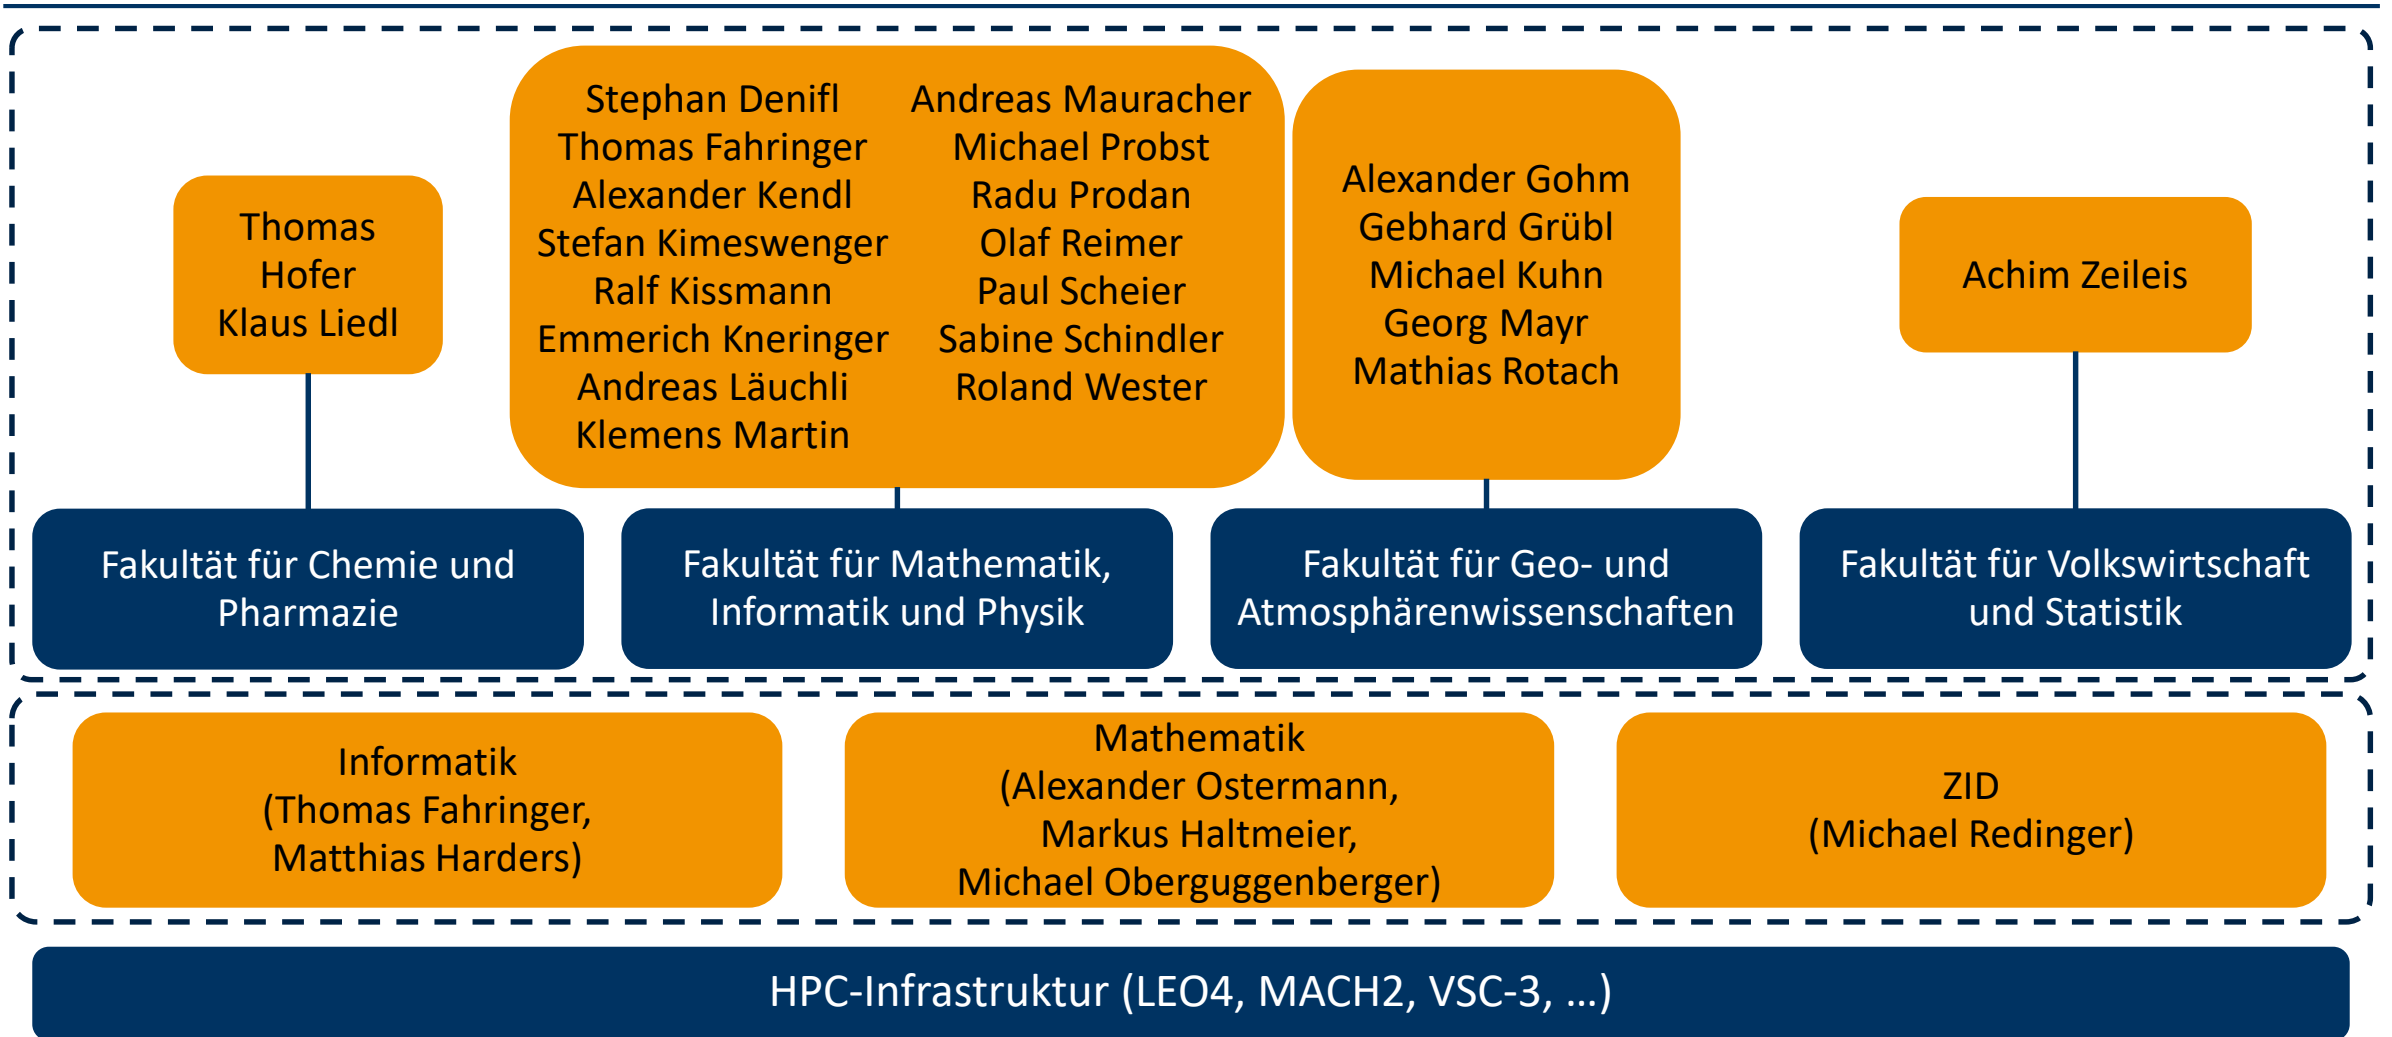 Thomas
Hofer
Klaus Liedl
Stephan Denifl
Thomas Fahringer
Alexander Kendl
Stefan Kimeswenger
Ralf Kissmann
Emmerich Kneringer
Andreas Läuchli
Klemens Martin
Andreas Mauracher
Michael Probst
Radu Prodan
Olaf Reimer
Paul Scheier
Sabine Schindler
Roland Wester
Alexander Gohm
Gebhard Grübl
Michael Kuhn
Georg Mayr
Mathias Rotach
Achim Zeileis
Fakultät für Chemie und
Pharmazie
Fakultät für Mathematik,
Informatik und Physik
Fakultät für Geo- und
Atmosphärenwissenschaften
Fakultät für Volkswirtschaft
und Statistik
Informatik
(Thomas Fahringer,
Matthias Harders)
Mathematik
(Alexander Ostermann,
Markus Haltmeier,
Michael Oberguggenberger)
ZID
(Michael Redinger)
HPC-Infrastruktur (LEO4, MACH2, VSC-3, …)